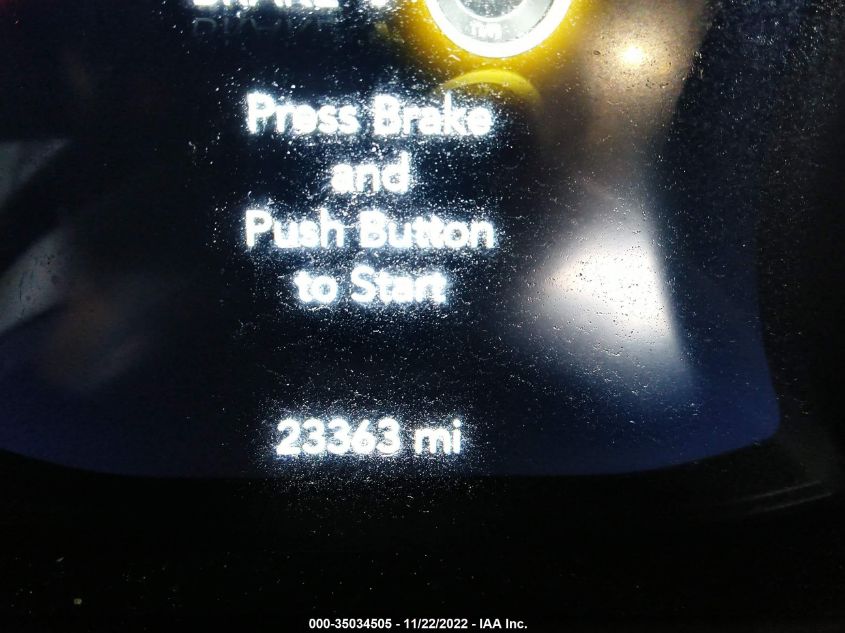 Press Brake
and
Push Button
to Start
23363 mi
000-35034505 - 11/22/2022 - IAA Inc.